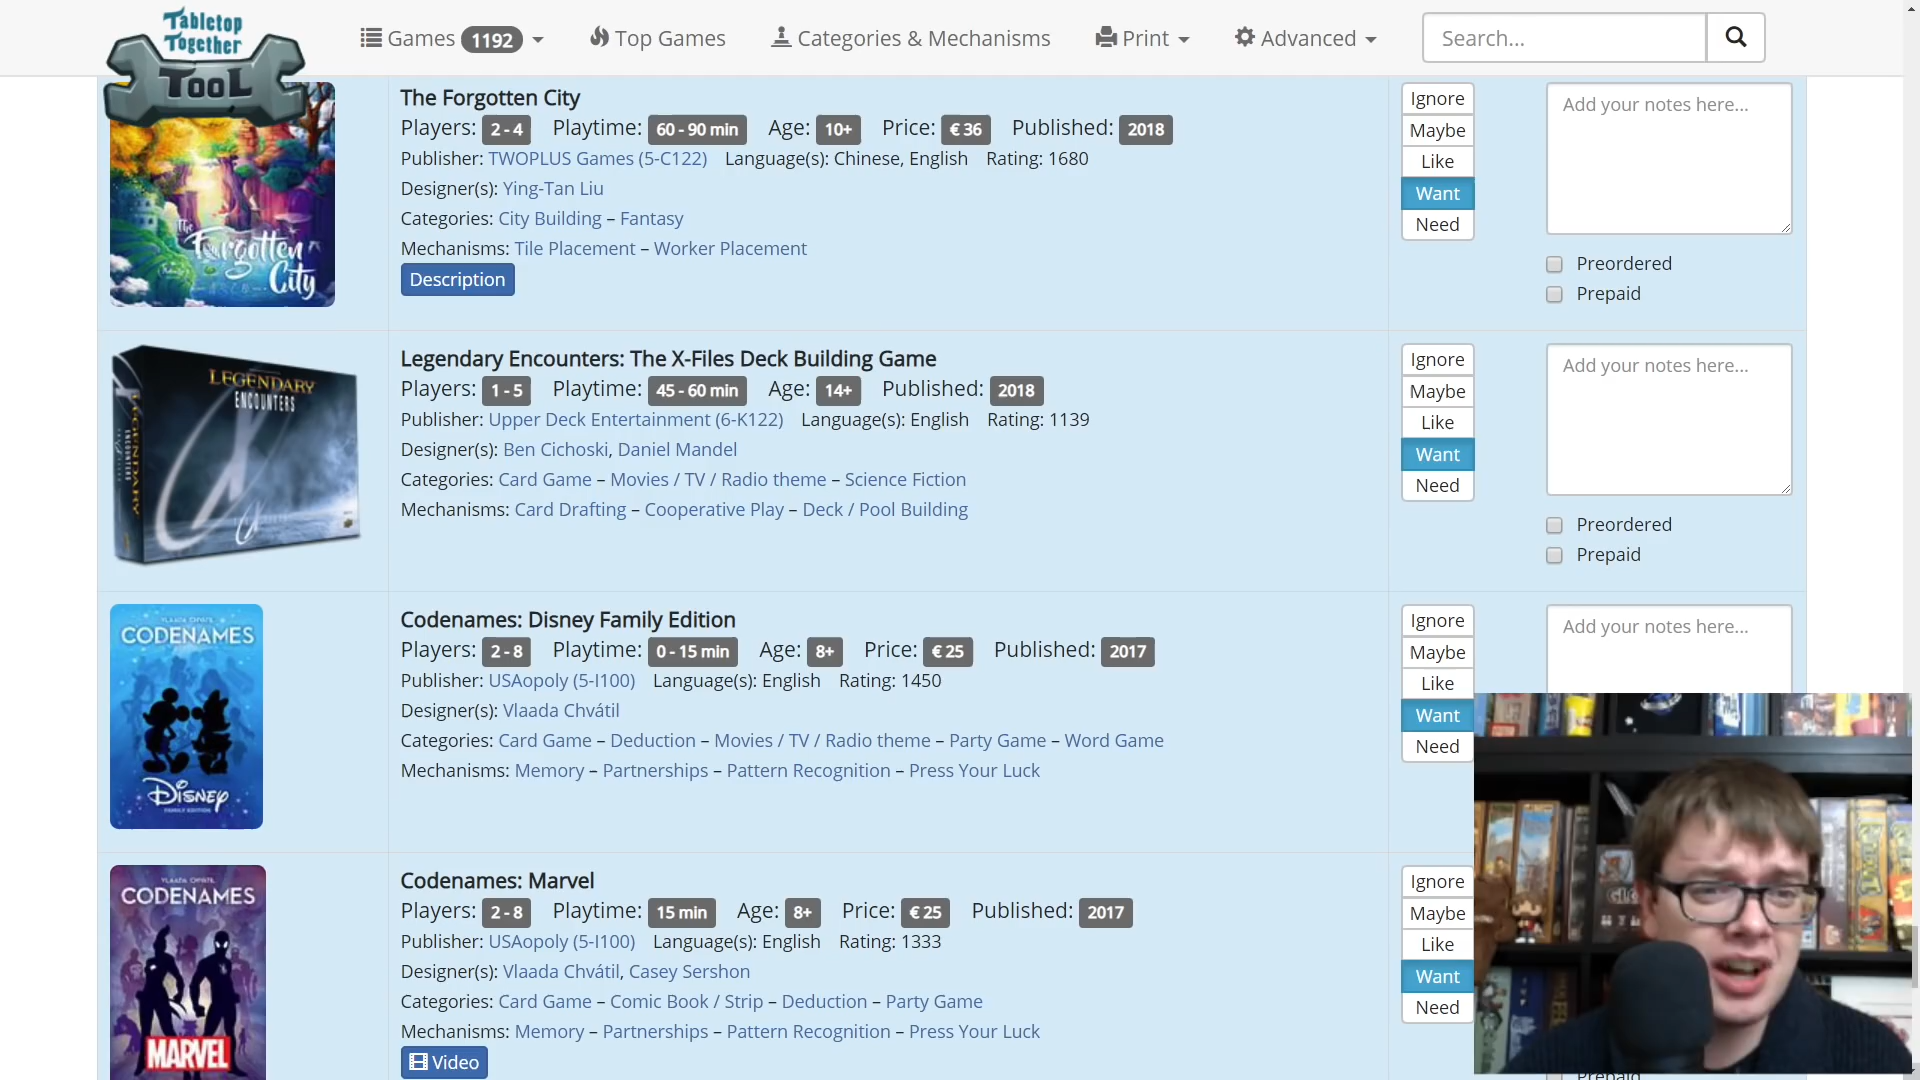 Tabletop
Together
TOOL
Games 1192
Top Games
Categories & Mechanisms
Print
Advanced
Search...
The Forgotten City
Players: 2 - 4 Playtime: 60 - 90 min Age: 10+ Price: € 36 Published: 2018
Publisher: TWOPLUS Games (5-C122) Language(s): Chinese, English Rating: 1680
Designer(s): Ying-Tan Liu
Categories: City Building – Fantasy
Mechanisms: Tile Placement – Worker Placement
Description
The
Forgotten
City
Ignore
Maybe
Like
Want
Need
Add your notes here...
Preordered
Prepaid
LEGENDARY
ENCOUNTERS
LEGENDARY
ENCOUNTERS
Legendary Encounters: The X-Files Deck Building Game
Players: 1 - 5 Playtime: 45 - 60 min Age: 14+ Published: 2018
Publisher: Upper Deck Entertainment (6-K122) Language(s): English Rating: 1139
Designer(s): Ben Cichoski, Daniel Mandel
Categories: Card Game – Movies / TV / Radio theme – Science Fiction
Mechanisms: Card Drafting – Cooperative Play – Deck / Pool Building
Ignore
Maybe
Like
Want
Need
Add your notes here...
Preordered
Prepaid
VLAADA CHVÁTIL
CODENAMES
Disney
FAMILY EDITION
Codenames: Disney Family Edition
Players: 2 - 8 Playtime: 0 - 15 min Age: 8+ Price: € 25 Published: 2017
Publisher: USAopoly (5-I100) Language(s): English Rating: 1450
Designer(s): Vlaada Chvátil
Categories: Card Game – Deduction – Movies / TV / Radio theme – Party Game – Word Game
Mechanisms: Memory – Partnerships – Pattern Recognition – Press Your Luck
Ignore
Maybe
Like
Want
Need
Add your notes here...
VLAADA CHVÁTIL
CODENAMES
MARVEL
Codenames: Marvel
Players: 2 - 8 Playtime: 15 min Age: 8+ Price: € 25 Published: 2017
Publisher: USAopoly (5-I100) Language(s): English Rating: 1333
Designer(s): Vlaada Chvátil, Casey Sershon
Categories: Card Game – Comic Book / Strip – Deduction – Party Game
Mechanisms: Memory – Partnerships – Pattern Recognition – Press Your Luck
Video
Ignore
Maybe
Like
Want
Need
Prepaid